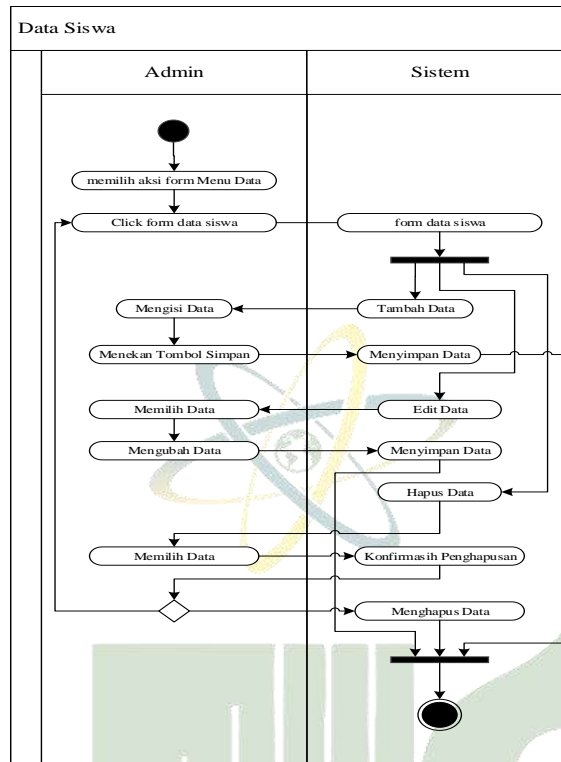 Data Siswa
Admin
Sistem
memilih aksi form Menu Data
Click form data siswa
form data siswa
Mengisi Data
Tambah Data
Menekan Tombol Simpan
Menyimpan Data
Memilih Data
Edit Data
Mengubah Data
Menyimpan Data
Hapus Data
Memilih Data
Konfirmasih Penghapusan
Menghapus Data